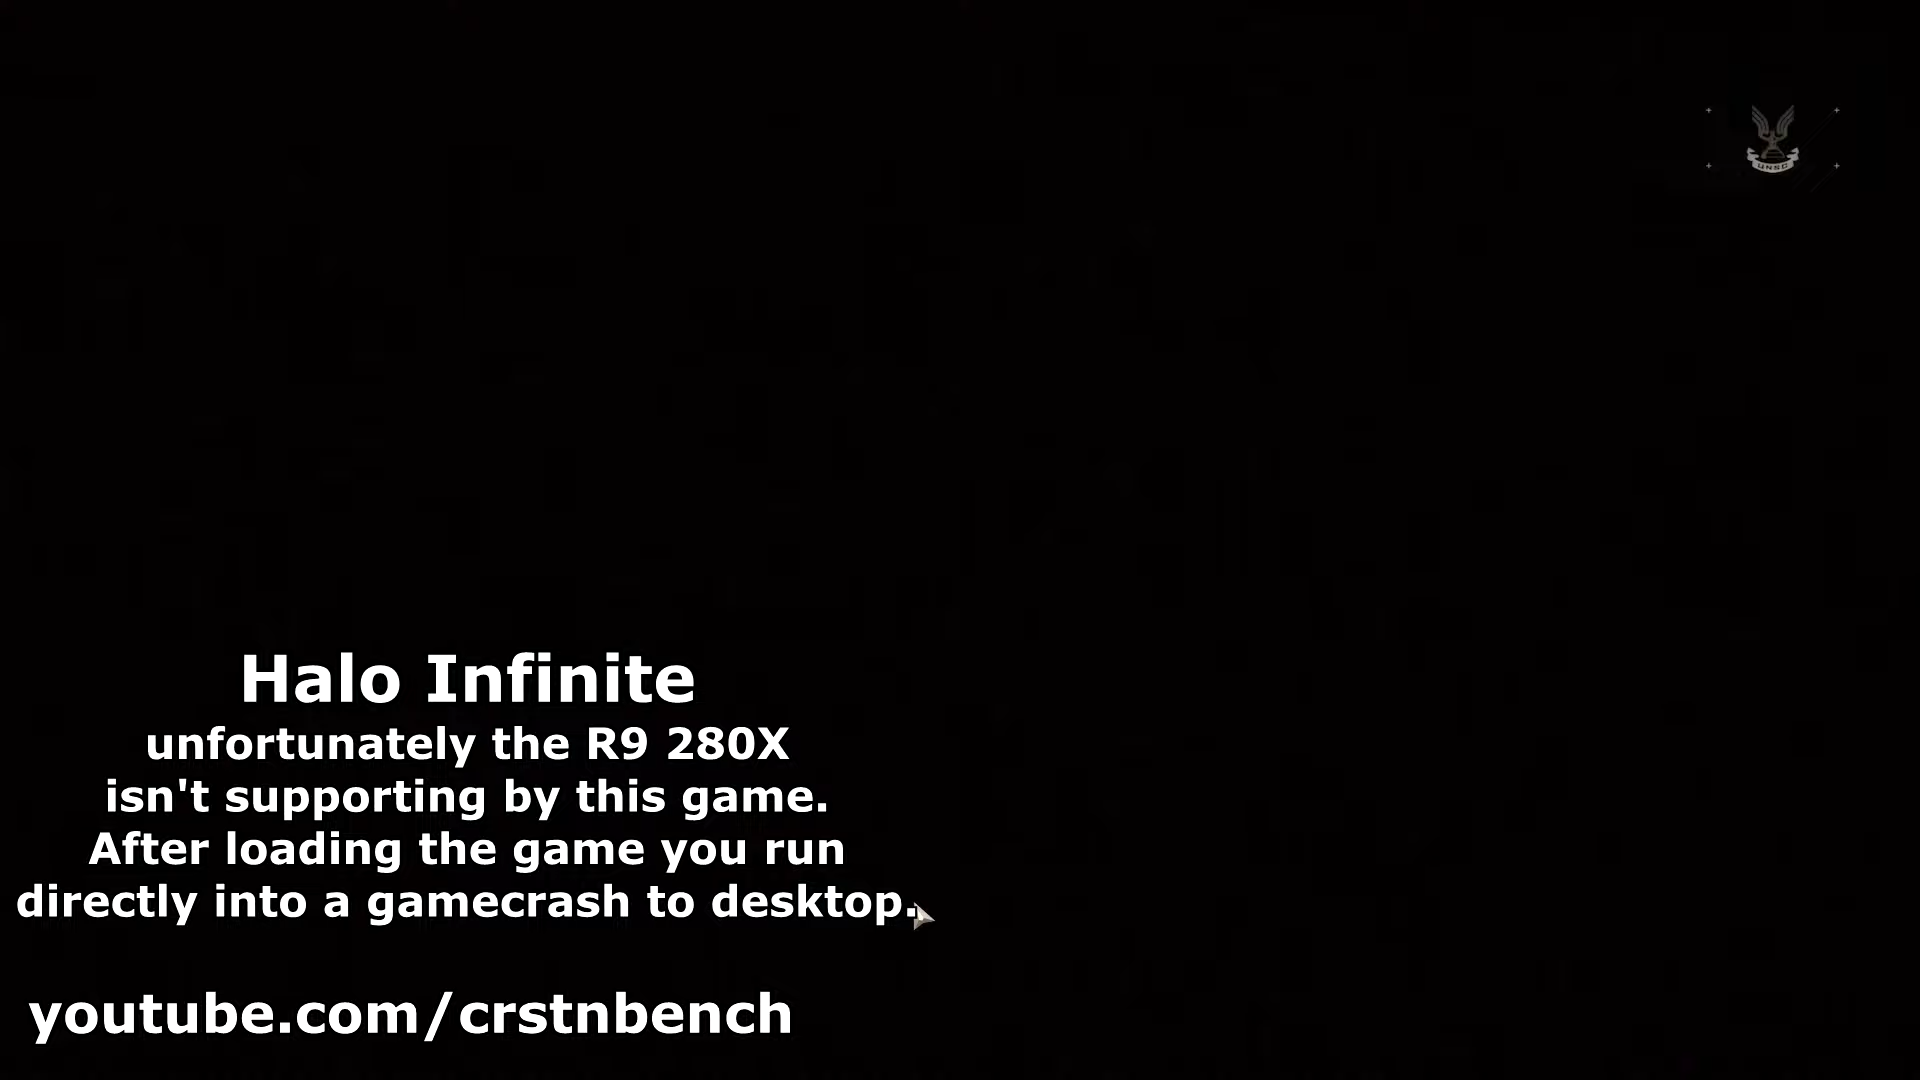 UNSC
Halo Infinite
unfortunately the R9 280X
isn't supporting by this game.
After loading the game you run
directly into a gamecrash to desktop.
youtube.com/crstnbench